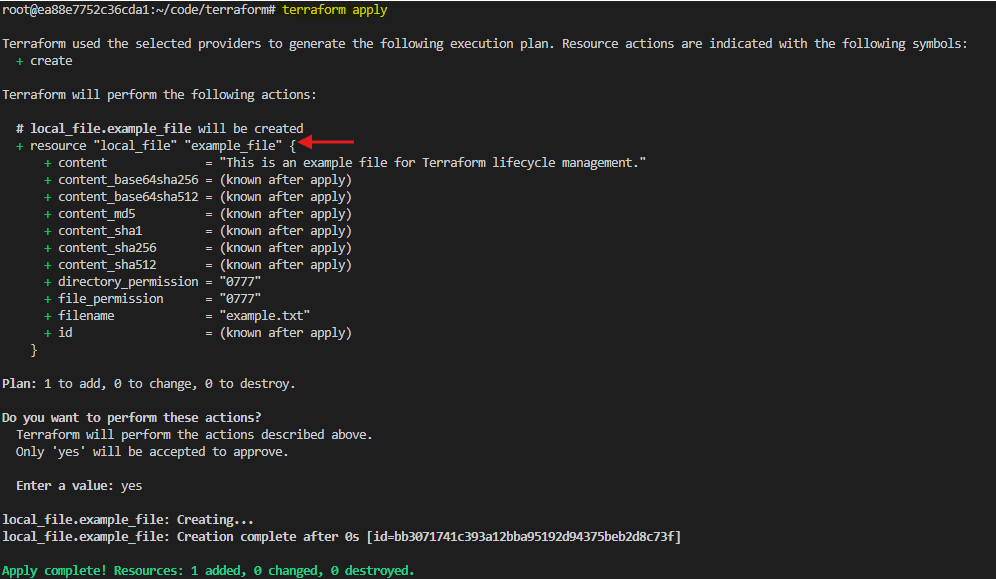 root@ea88e7752c36cda1:~/code/terraform# terraform apply
Terraform used the selected providers to generate the following execution plan. Resource actions are indicated with the following symbols:
+ create
Terraform will perform the following actions:
# local_file.example_file will be created
+ resource "local_file" "example_file" {
+ content = "This is an example file for Terraform lifecycle management."
+ content_base64sha256 = (known after apply)
+ content_base64sha512 = (known after apply)
+ content_md5 = (known after apply)
+ content_sha1 = (known after apply)
+ content_sha256 = (known after apply)
+ content_sha512 = (known after apply)
+ directory_permission = "0777"
+ file_permission = "0777"
+ filename = "example.txt"
+ id = (known after apply)
}
Plan: 1 to add, 0 to change, 0 to destroy.
Do you want to perform these actions?
Terraform will perform the actions described above.
Only 'yes' will be accepted to approve.
Enter a value: yes
local_file.example_file: Creating...
local_file.example_file: Creation complete after 0s [id=bb3071741c393a12bba95192d94375beb2d8c73f]
Apply complete! Resources: 1 added, 0 changed, 0 destroyed.